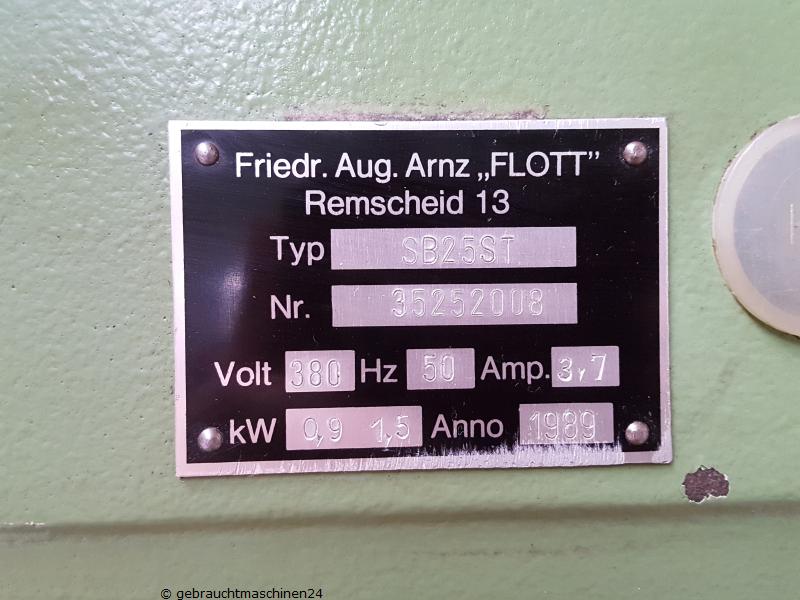 Friedr. Aug. Arnz „FLOTT”
Remscheid 13
Typ SB25ST
Nr. 35252008
Volt 380 Hz 50 Amp. 3,7
kW 0,9 1,5 Anno 1989
© gebrauchtmaschinen24